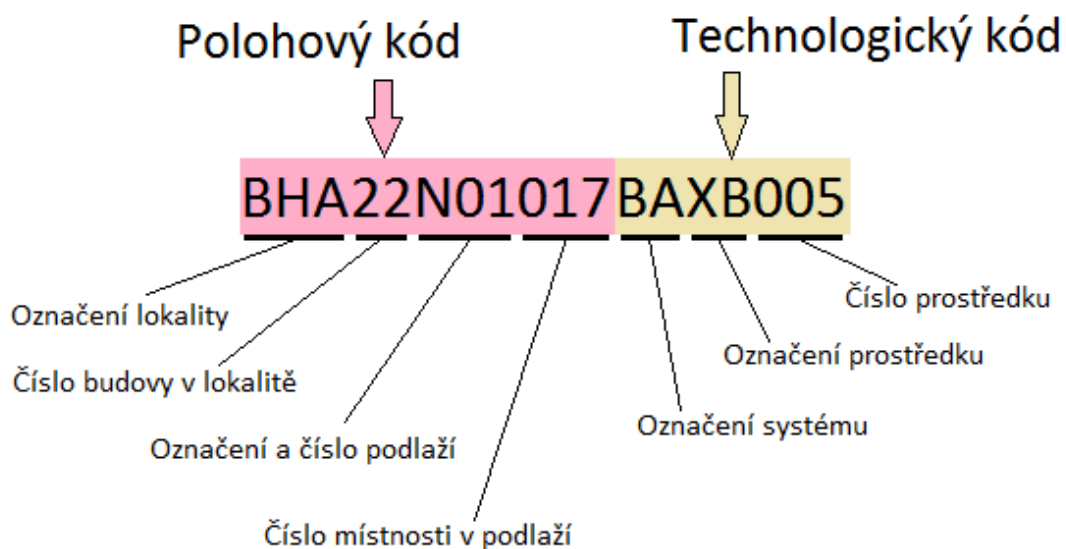 Polohový kód
Technologický kód
BHA22N01017BAXB005
Označení lokality
Číslo budovy v lokalitě
Označení a číslo podlaží
Číslo místnosti v podlaží
Číslo prostředku
Označení prostředku
Označení systému